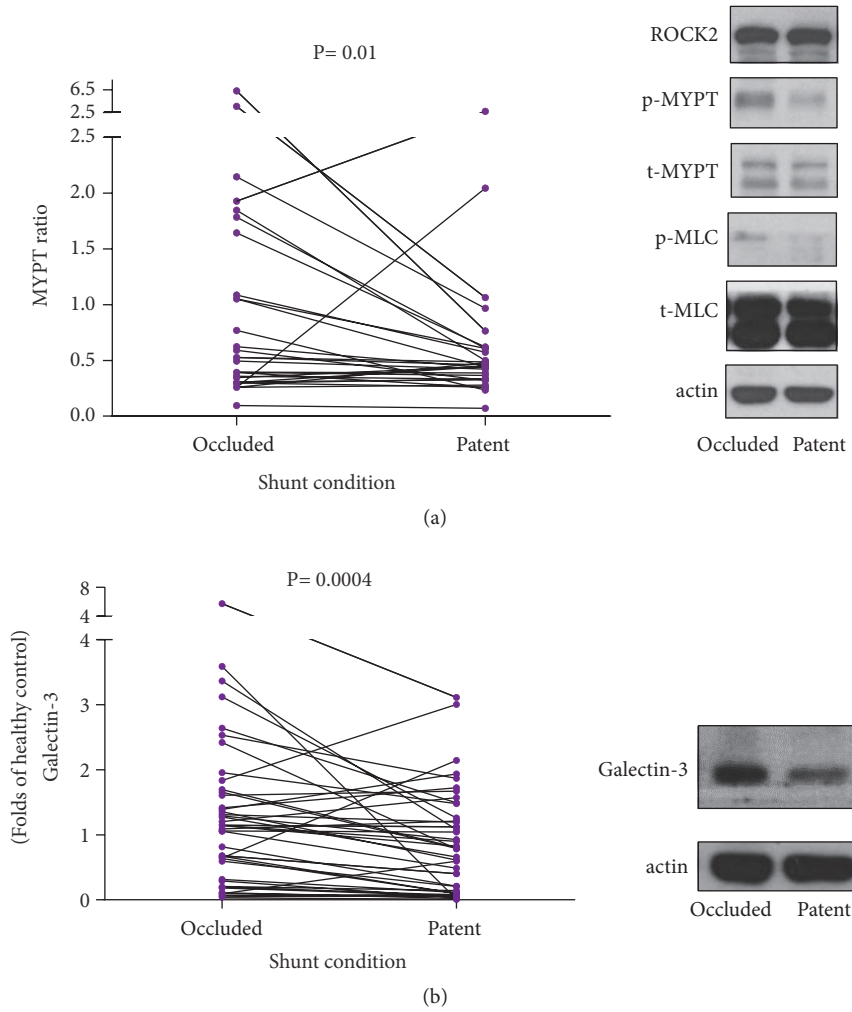 P= 0.01
6.5
2.5
2.5
2.0
1.5
1.0
0.5
0.0
MYPT ratio
Occluded
Patent
Shunt condition
ROCK2
p-MYPT
t-MYPT
p-MLC
t-MLC
actin
Occluded Patent
(a)
P= 0.0004
8
4
4
3
2
1
0
(Folds of healthy control)
Galectin-3
Occluded
Patent
Shunt condition
Galectin-3
actin
Occluded
Patent
(b)